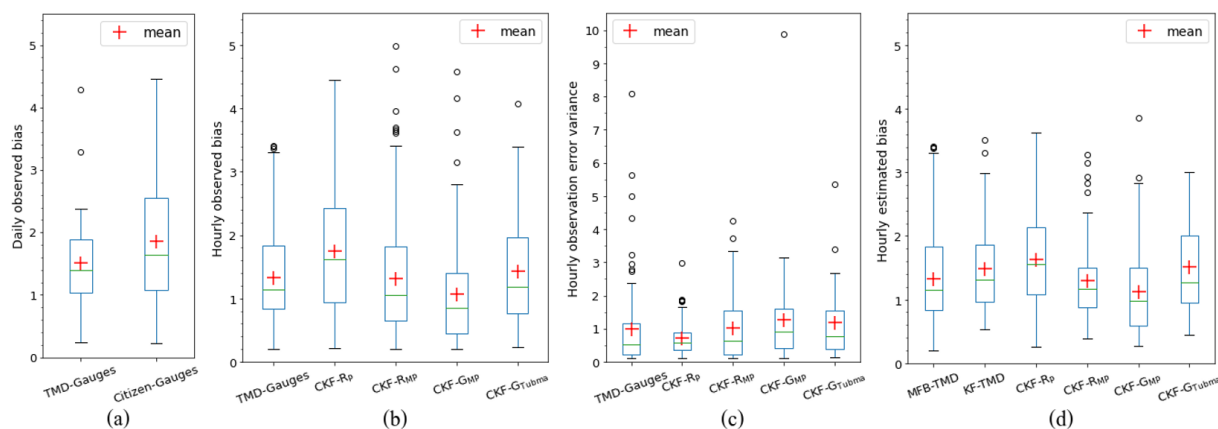 mean
Daily observed bias
5
4
3
2
1
0
TMD-Gauges
Citizen-Gauges
(a)
mean
Hourly observed bias
5
4
3
2
1
0
TMD-Gauges
CKF-RP
CKF-RMP
CKF-GMP
CKF-GTubma
(b)
mean
Hourly observation error variance
10
9
8
7
6
5
4
3
2
1
0
TMD-Gauges
CKF-RP
CKF-RMP
CKF-GMP
CKF-GTubma
(c)
mean
Hourly estimated bias
5
4
3
2
1
0
MFB-TMD
KF-TMD
CKF-RP
CKF-RMP
CKF-GMP
CKF-GTubma
(d)